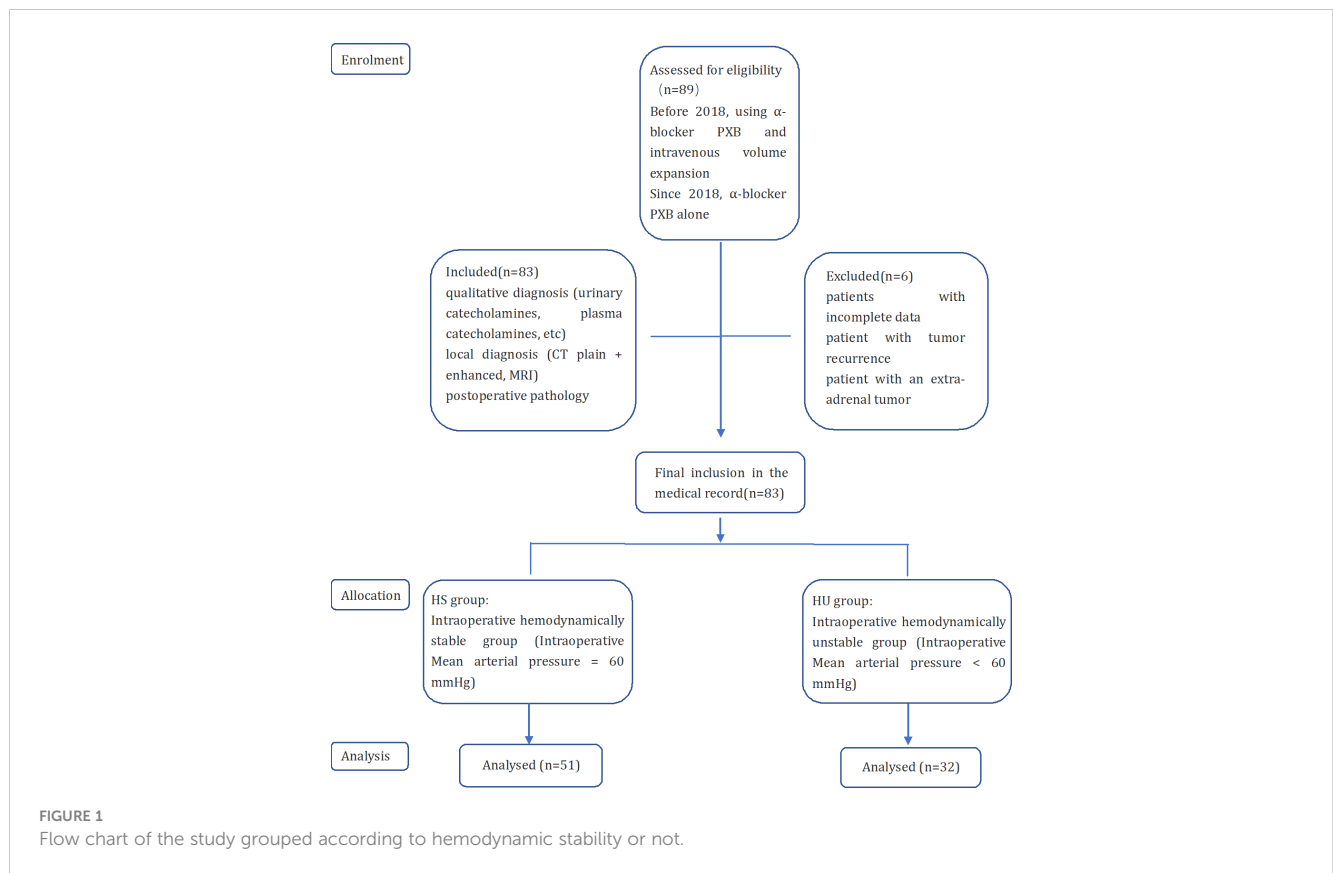 Enrolment
Assessed for eligibility
（n=89）
Before 2018, using α-
blocker PXB and
intravenous volume
expansion
Since 2018, α-blocker
PXB alone
Included(n=83)
qualitative diagnosis (urinary
catecholamines, plasma
catecholamines, etc)
local diagnosis (CT plain +
enhanced, MRI)
postoperative pathology
Excluded(n=6)
patients with
incomplete data
patient with tumor
recurrence
patient with an extra-
adrenal tumor
Final inclusion in the
medical record(n=83)
Allocation
HS group:
Intraoperative hemodynamically
stable group (Intraoperative
Mean arterial pressure = 60
mmHg)
HU group:
Intraoperative hemodynamically
unstable group (Intraoperative
Mean arterial pressure < 60
mmHg)
Analysis
Analysed (n=51)
Analysed (n=32)
FIGURE 1
Flow chart of the study grouped according to hemodynamic stability or not.